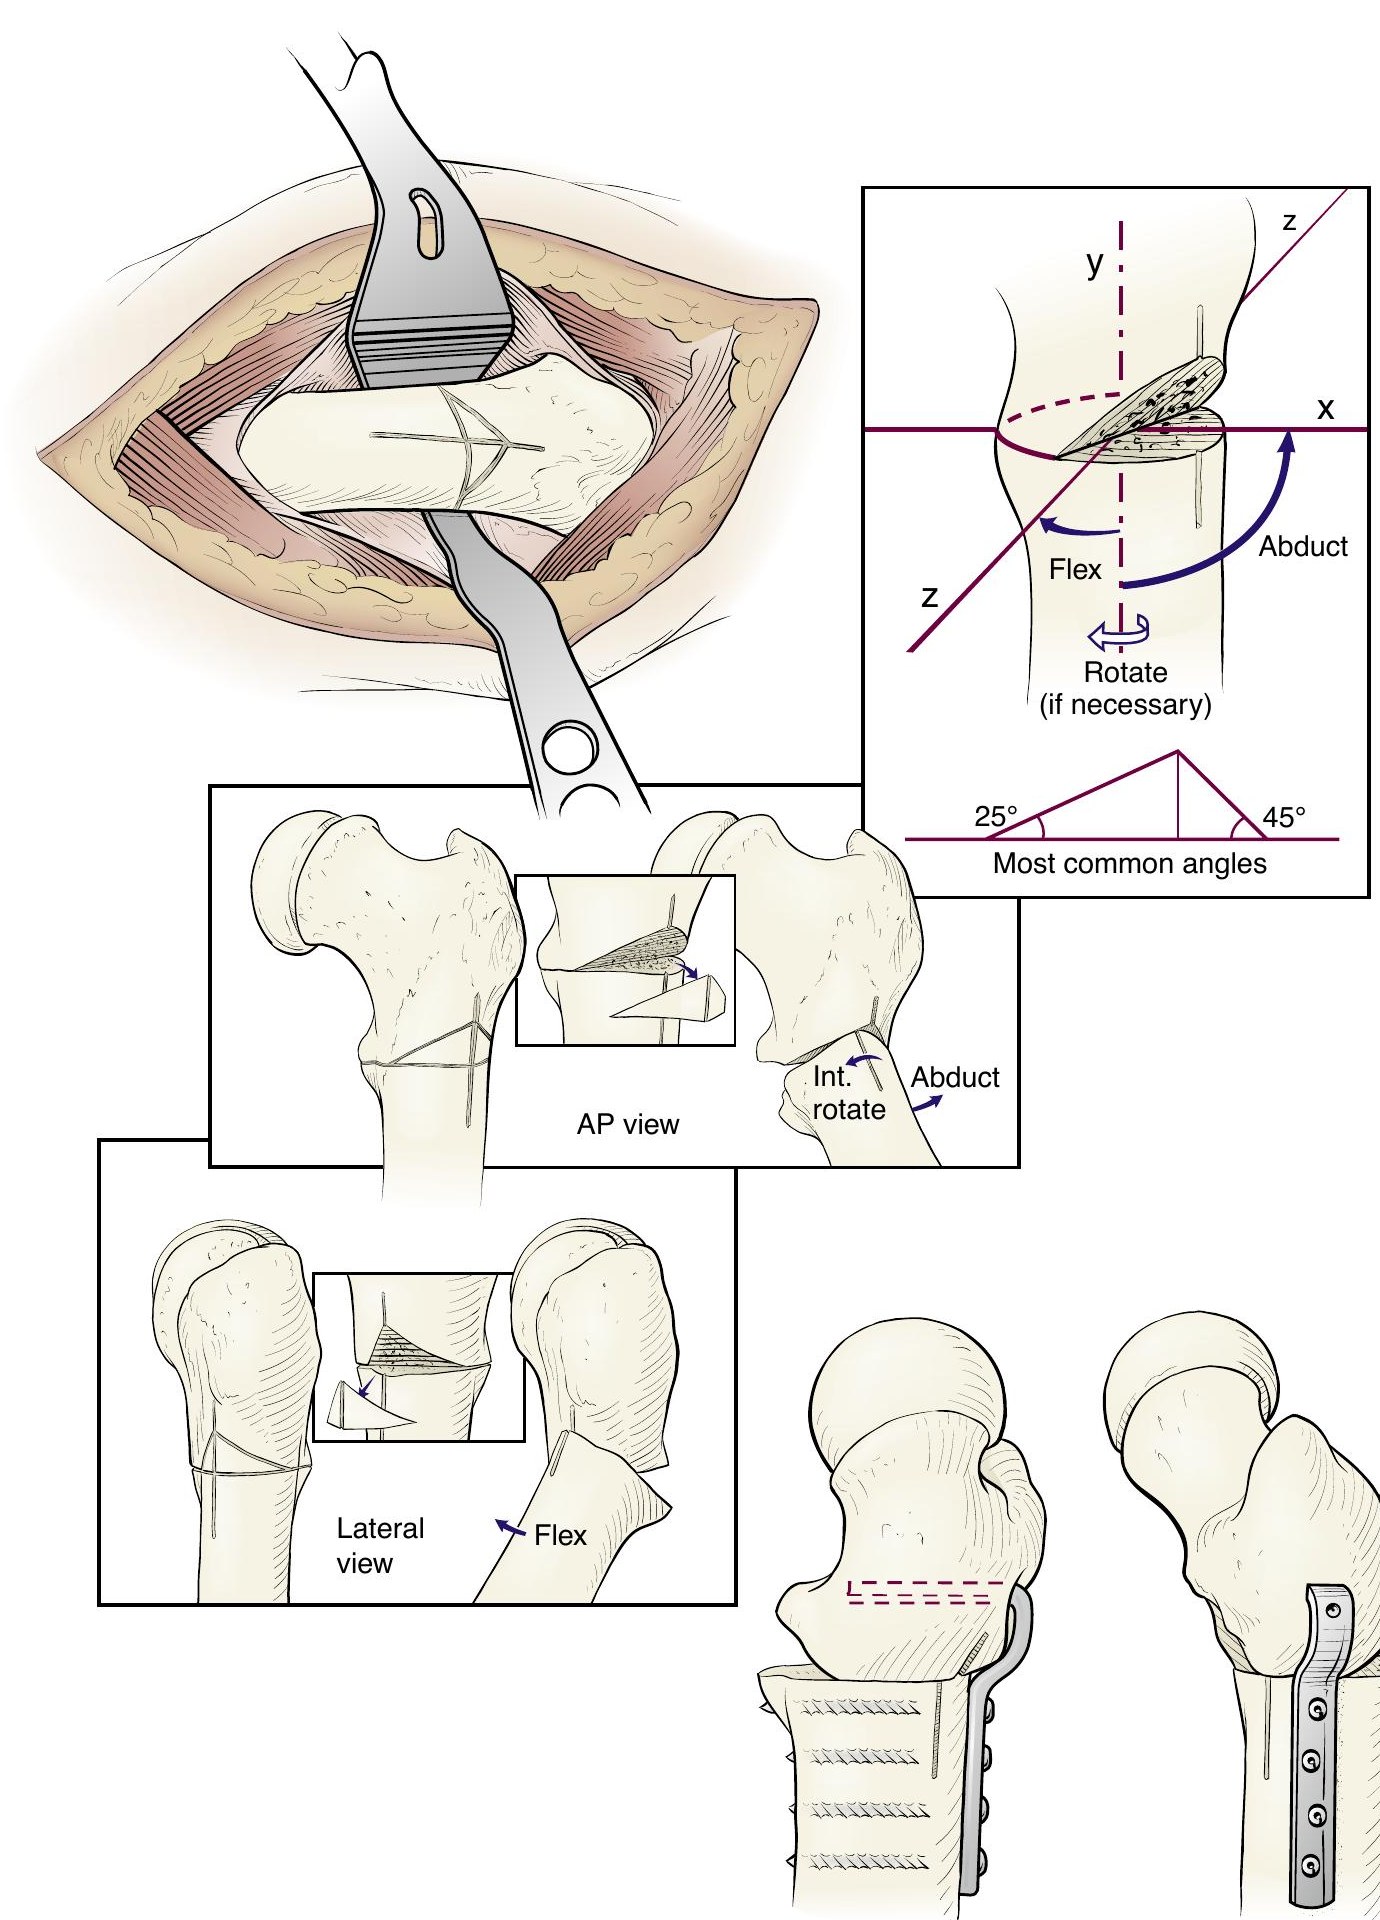 z
y
x
Abduct
Flex
z
Rotate
(if necessary)
25°
45°
Most common angles
Int.
rotate
Abduct
AP view
Lateral
view
Flex